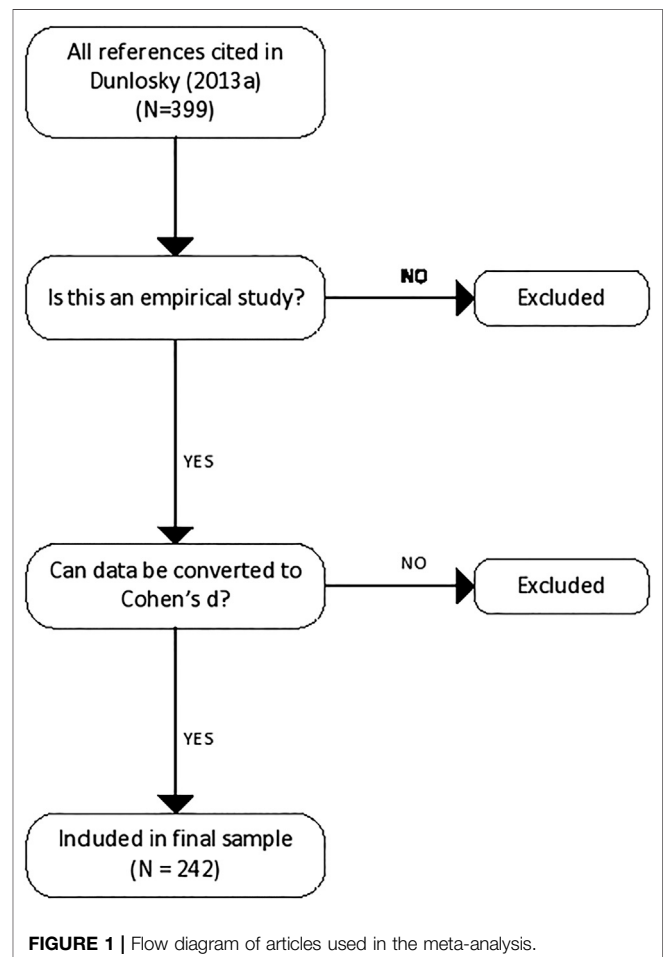 All references cited in
Dunlosky (2013a)
(N=399)
Is this an empirical study?
NO
Excluded
YES
Can data be converted to
Cohen’s d?
NO
Excluded
YES
Included in final sample
(N = 242)
FIGURE 1 | Flow diagram of articles used in the meta-analysis.